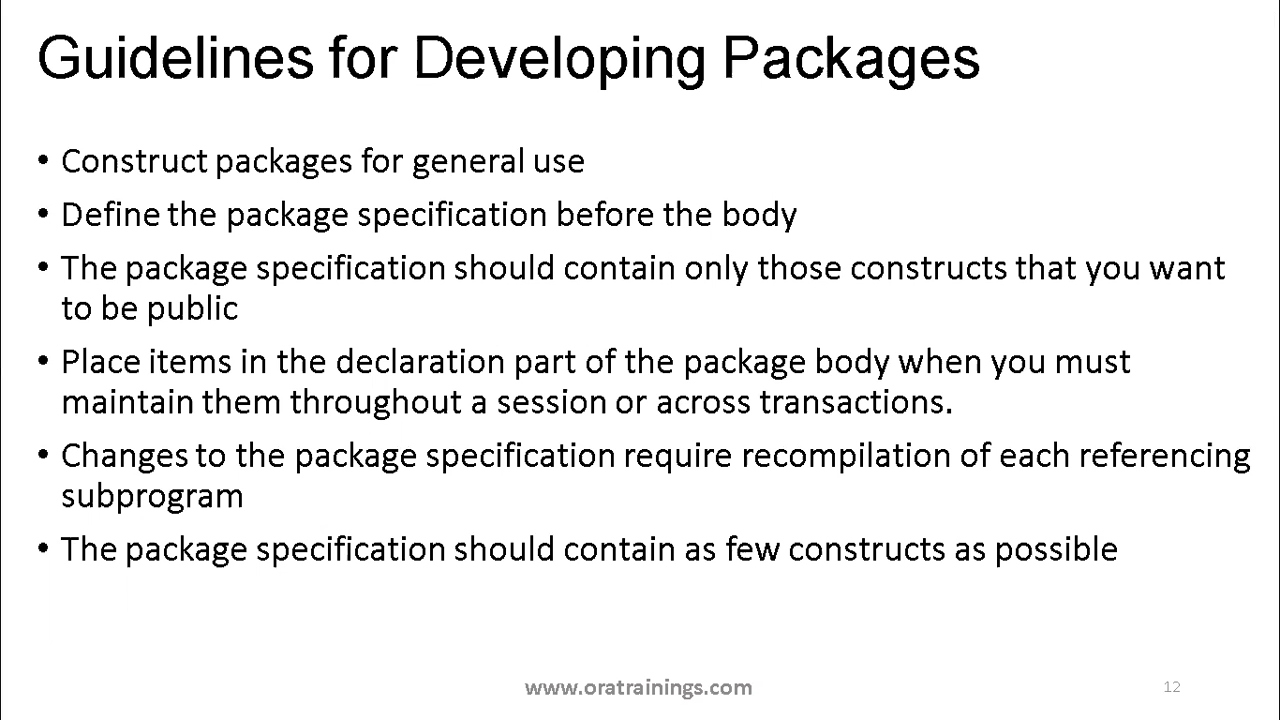 Guidelines for Developing Packages
• Construct packages for general use
• Define the package specification before the body
• The package specification should contain only those constructs that you want
to be public
• Place items in the declaration part of the package body when you must
maintain them throughout a session or across transactions.
• Changes to the package specification require recompilation of each referencing
subprogram
• The package specification should contain as few constructs as possible
www.oratrainings.com
12